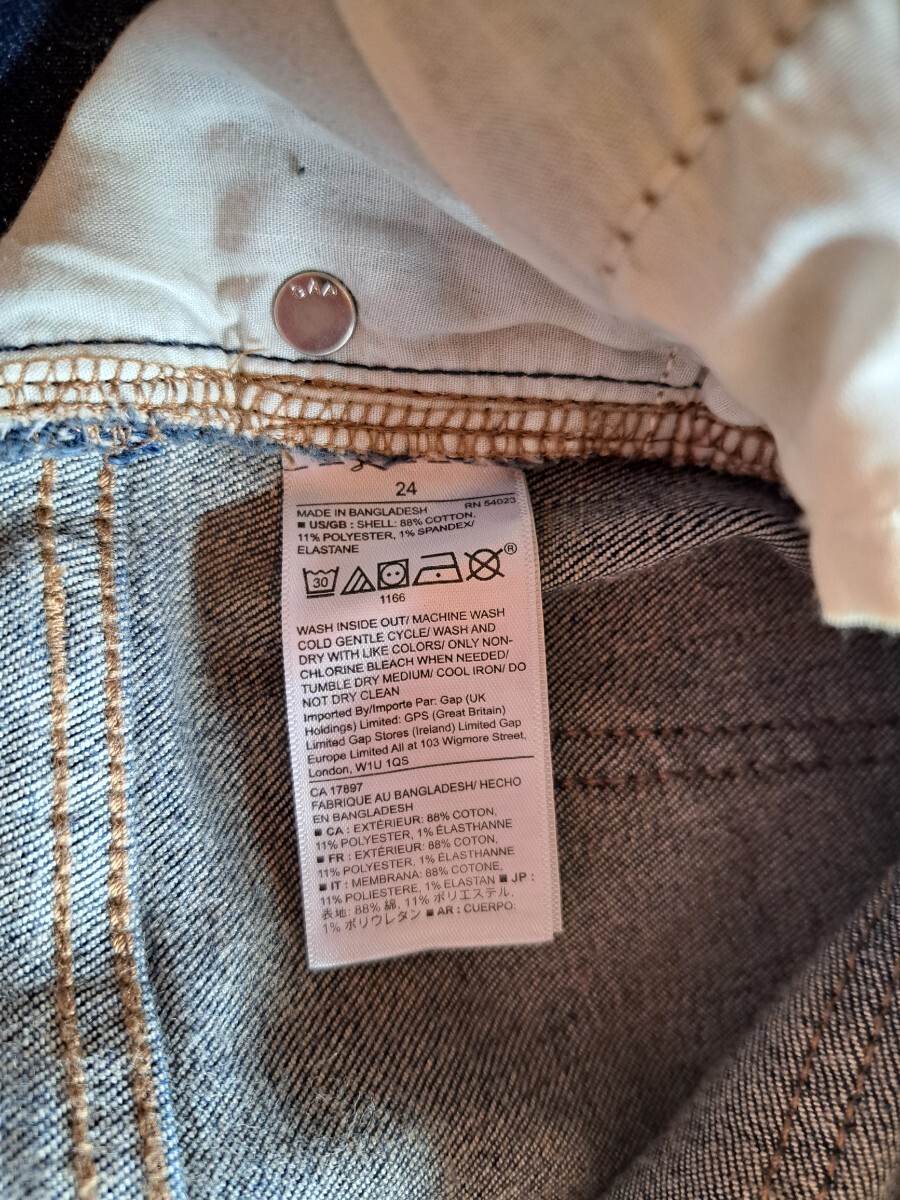 GAP
24
MADE IN BANGLADESH RN 54023
■ US/GB : SHELL: 88% COTTON,
11% POLYESTER, 1% SPANDEX/
ELASTANE
30 ®
1166
WASH INSIDE OUT/ MACHINE WASH
COLD GENTLE CYCLE/ WASH AND
DRY WITH LIKE COLORS/ ONLY NON-
CHLORINE BLEACH WHEN NEEDED/
TUMBLE DRY MEDIUM/ COOL IRON/ DO
NOT DRY CLEAN
Imported By/Importe Par: Gap (UK
Holdings) Limited: GPS (Great Britain)
Limited Gap Stores (Ireland) Limited Gap
Europe Limited All at 103 Wigmore Street,
London, W1U 1QS
CA 17897
FABRIQUE AU BANGLADESH/ HECHO
EN BANGLADESH
■ CA : EXTÉRIEUR: 88% COTON,
11% POLYESTER, 1% ÉLASTHANNE
■ FR : EXTÉRIEUR: 88% COTON,
11% POLYESTER, 1% ÉLASTHANNE
■ IT : MEMBRANA: 88% COTONE,
11% POLIESTERE, 1% ELASTAN ■ JP :
表地: 88% 綿, 11% ポリエステル,
1% ポリウレタン ■ AR : CUERPO: